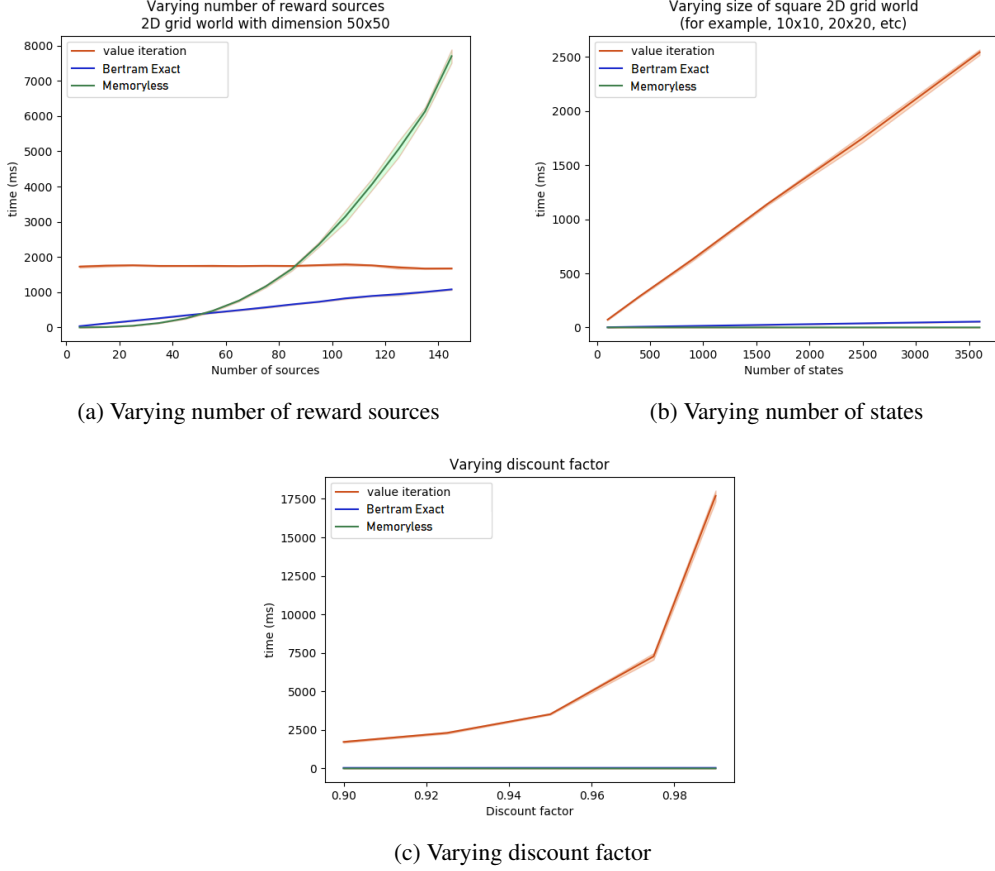 Varying number of reward sources
2D grid world with dimension 50x50
8000
7000
6000
5000
4000
3000
2000
1000
0
time (ms)
value iteration
Bertram Exact
Memoryless
0
20
40
60
80
100
120
140
Number of sources
(a) Varying number of reward sources
Varying size of square 2D grid world
(for example, 10x10, 20x20, etc)
2500
2000
1500
1000
500
0
time (ms)
value iteration
Bertram Exact
Memoryless
0
500
1000
1500
2000
2500
3000
3500
Number of states
(b) Varying number of states
Varying discount factor
17500
15000
12500
10000
7500
5000
2500
0
time (ms)
value iteration
Bertram Exact
Memoryless
0.90
0.92
0.94
0.96
0.98
Discount factor
(c) Varying discount factor